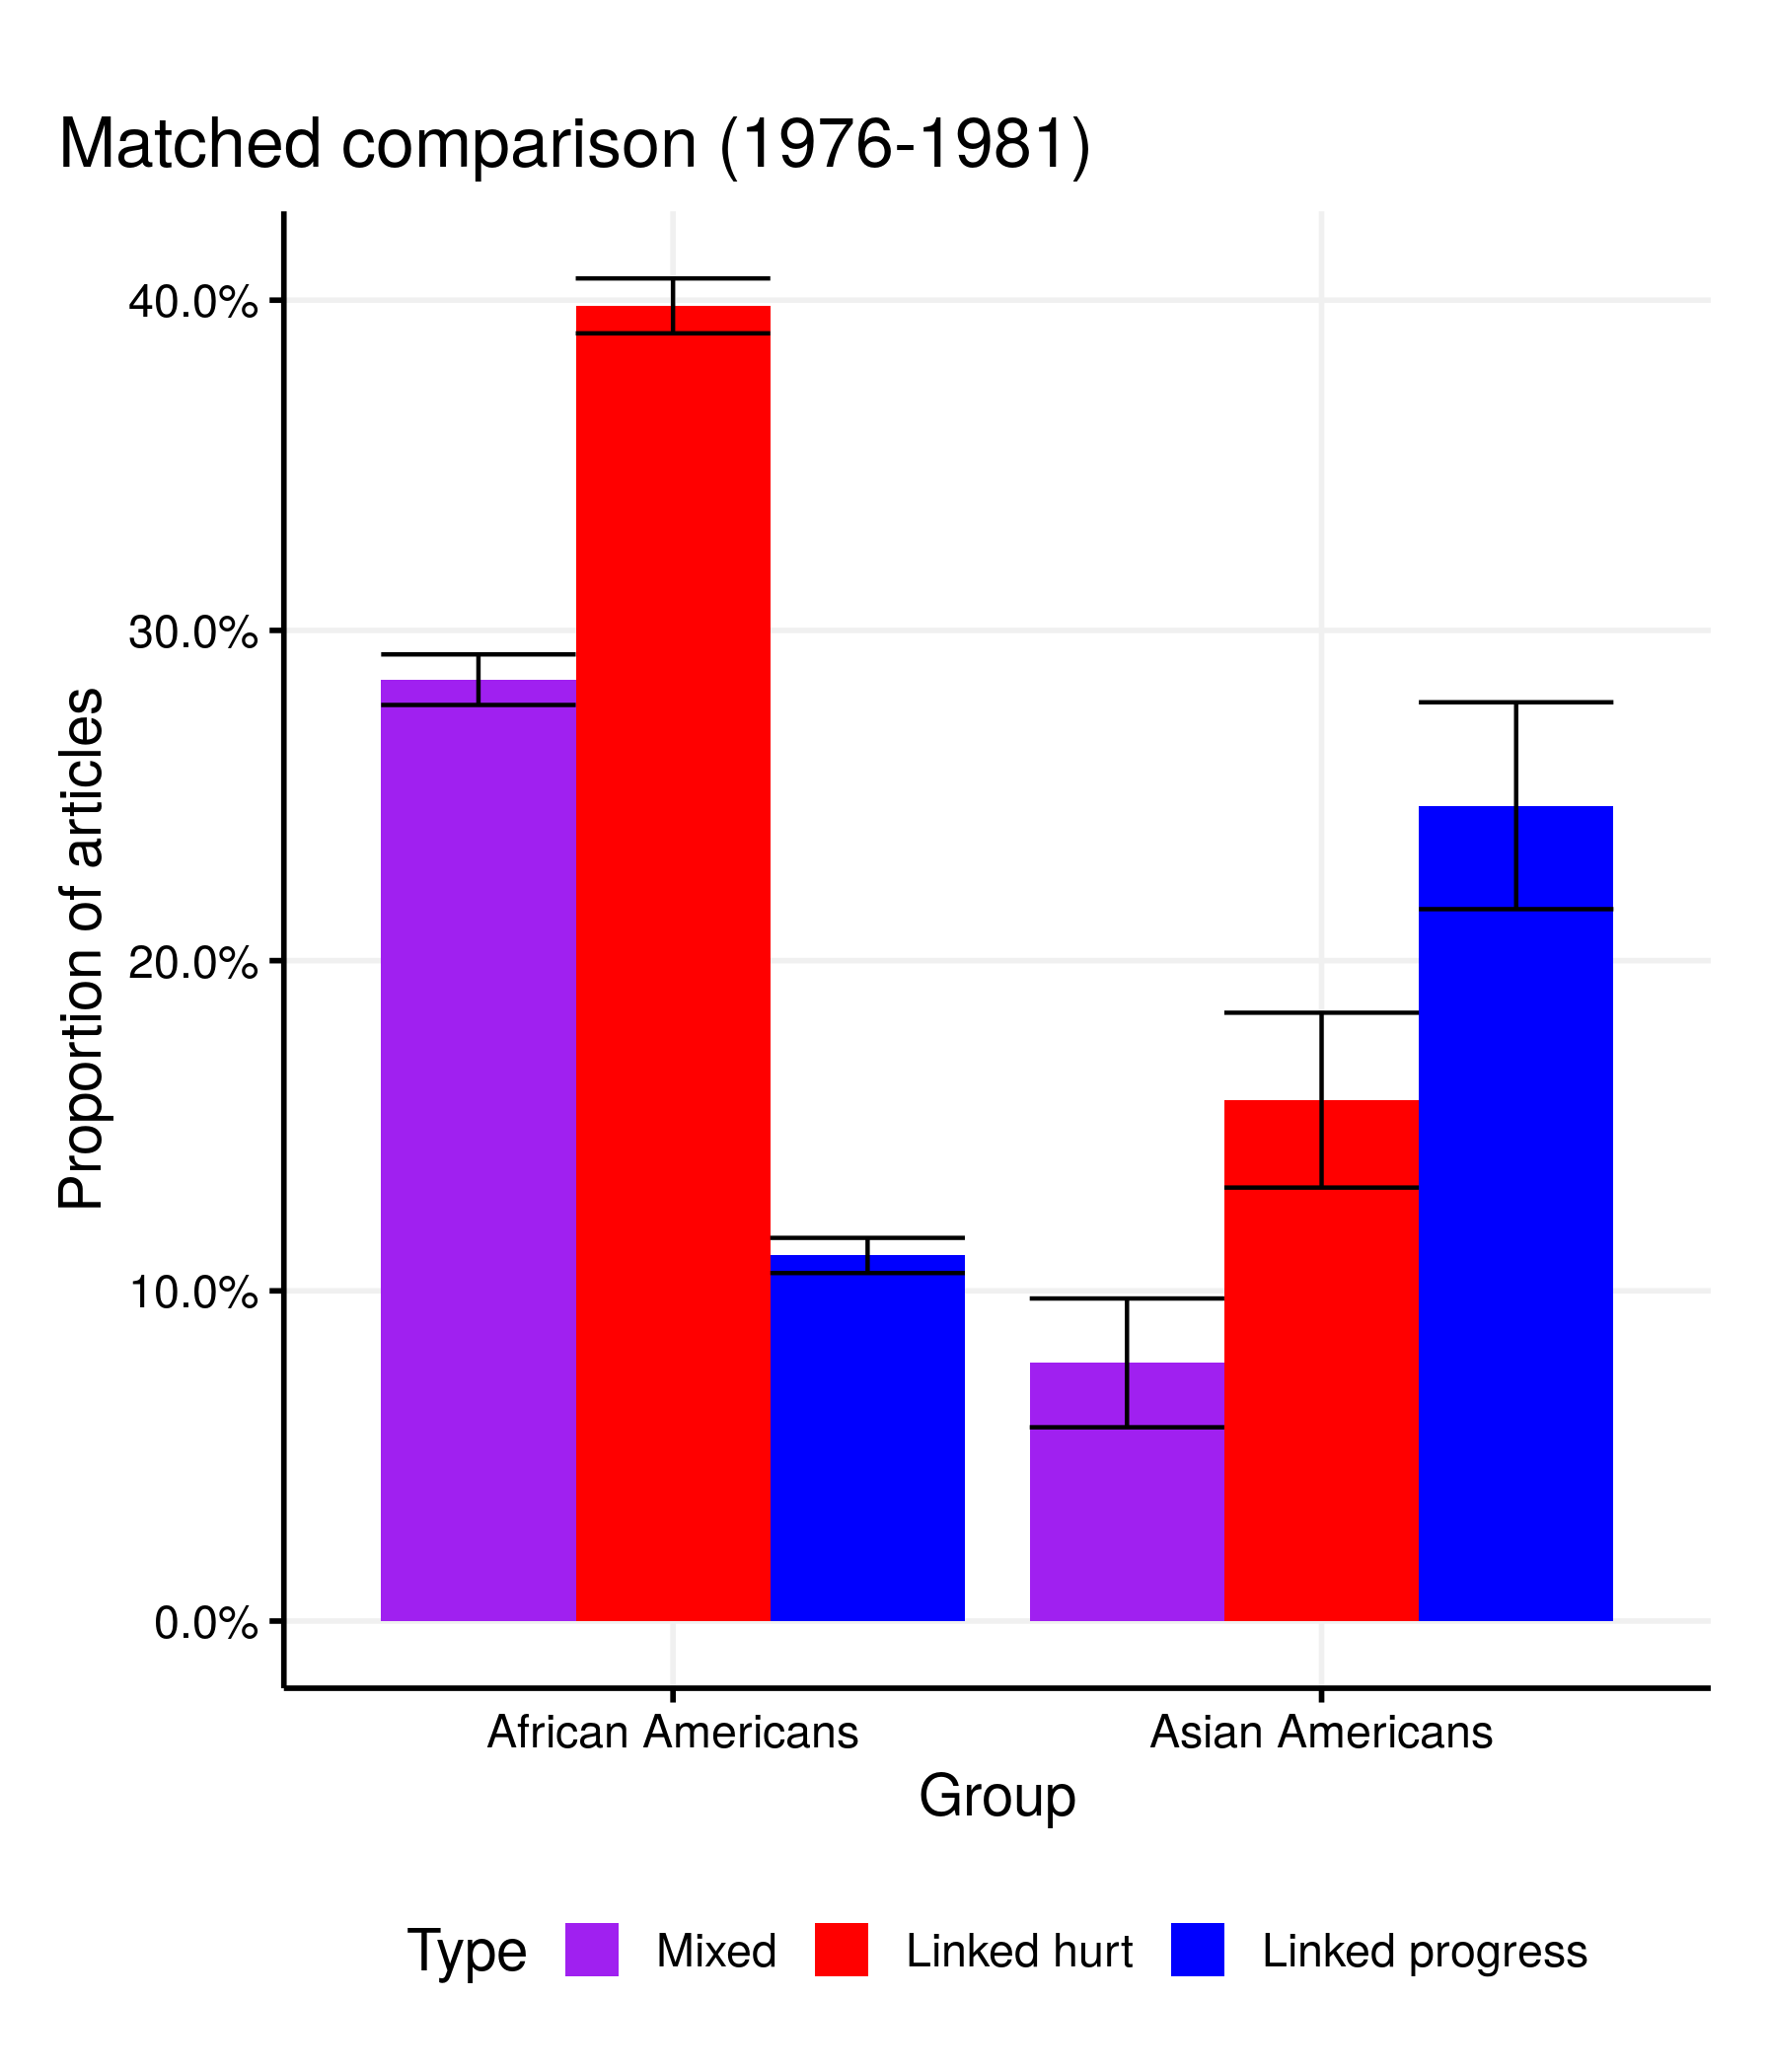 Matched comparison (1976-1981)
Proportion of articles
40.0%
30.0%
20.0%
10.0%
0.0%
African Americans Asian Americans
Group
Type Mixed Linked hurt Linked progress